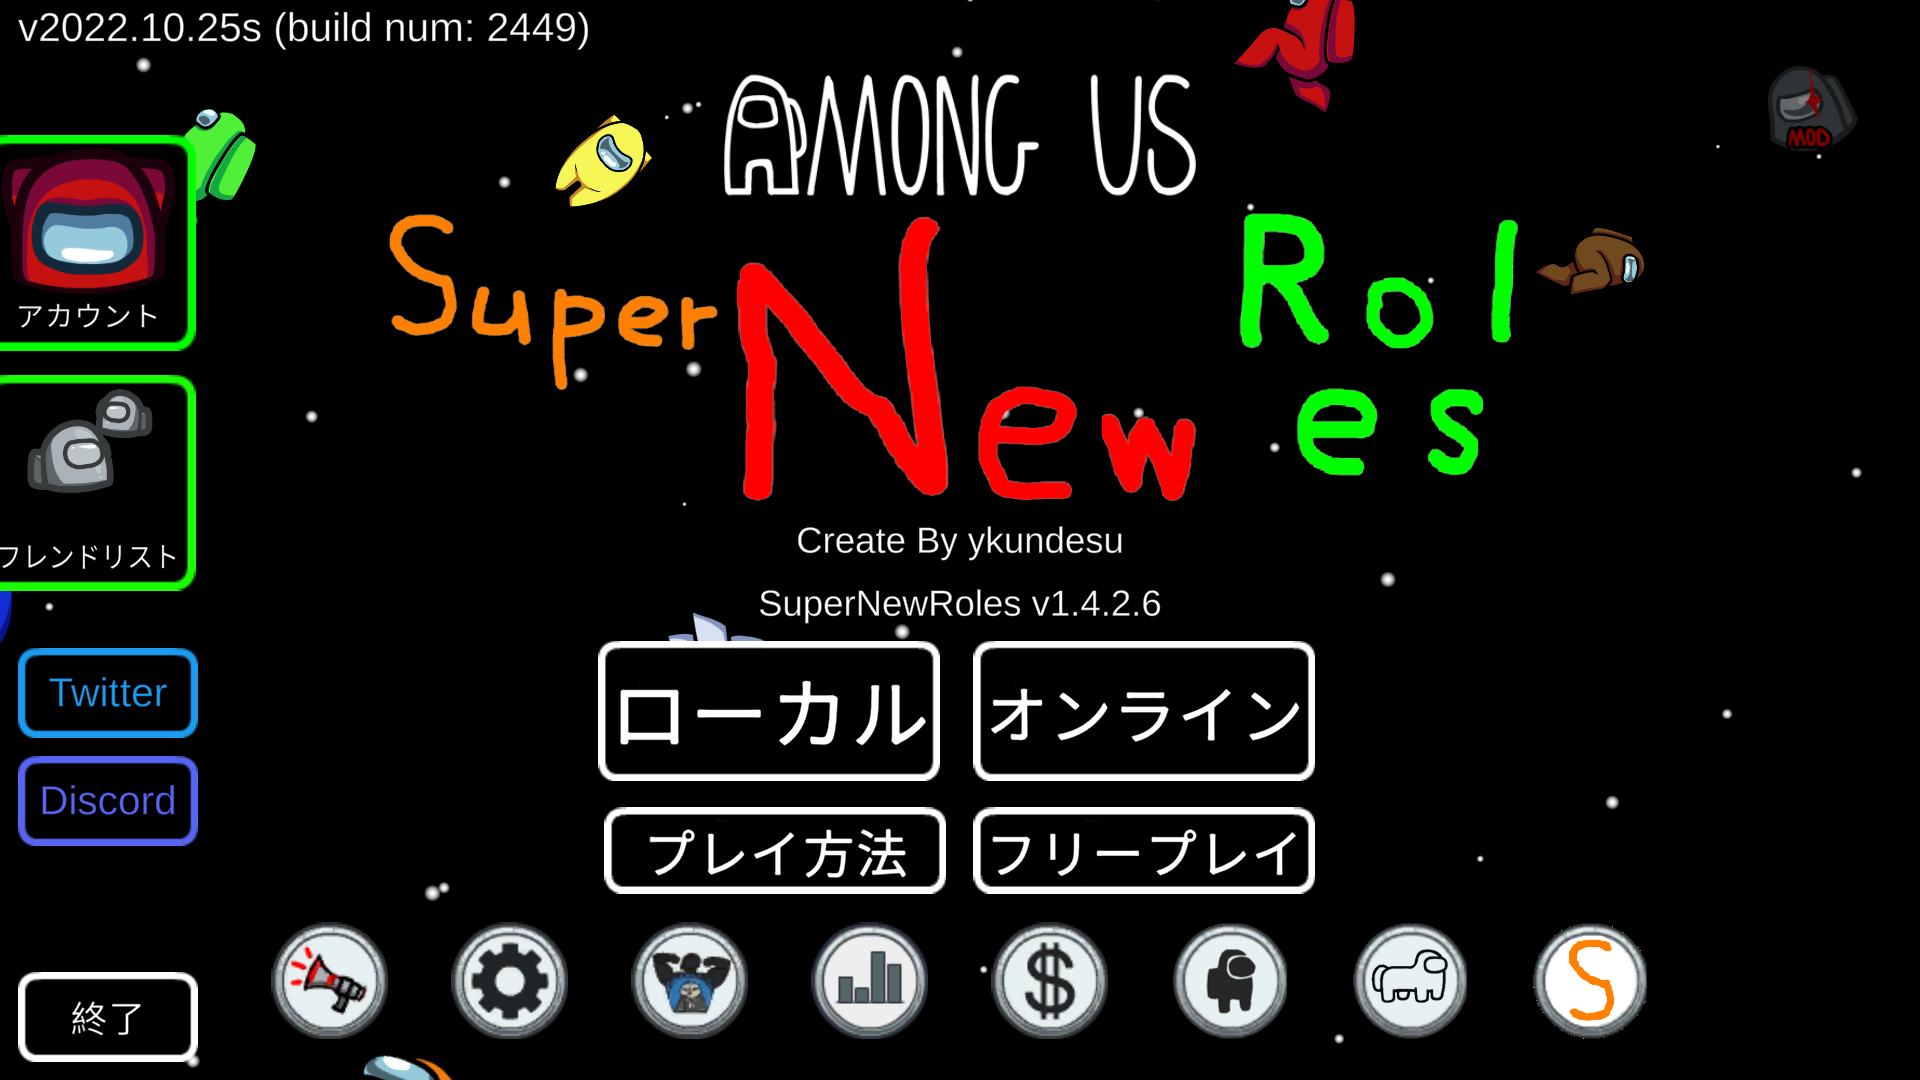 v2022.10.25s (build num: 2449)
AMONG US
MOD
Super New Roles
アカウント
フレンドリスト
Create By ykundesu
SuperNewRoles v1.4.2.6
Twitter
ローカル
オンライン
Discord
プレイ方法
フリープレイ
終了
$
S